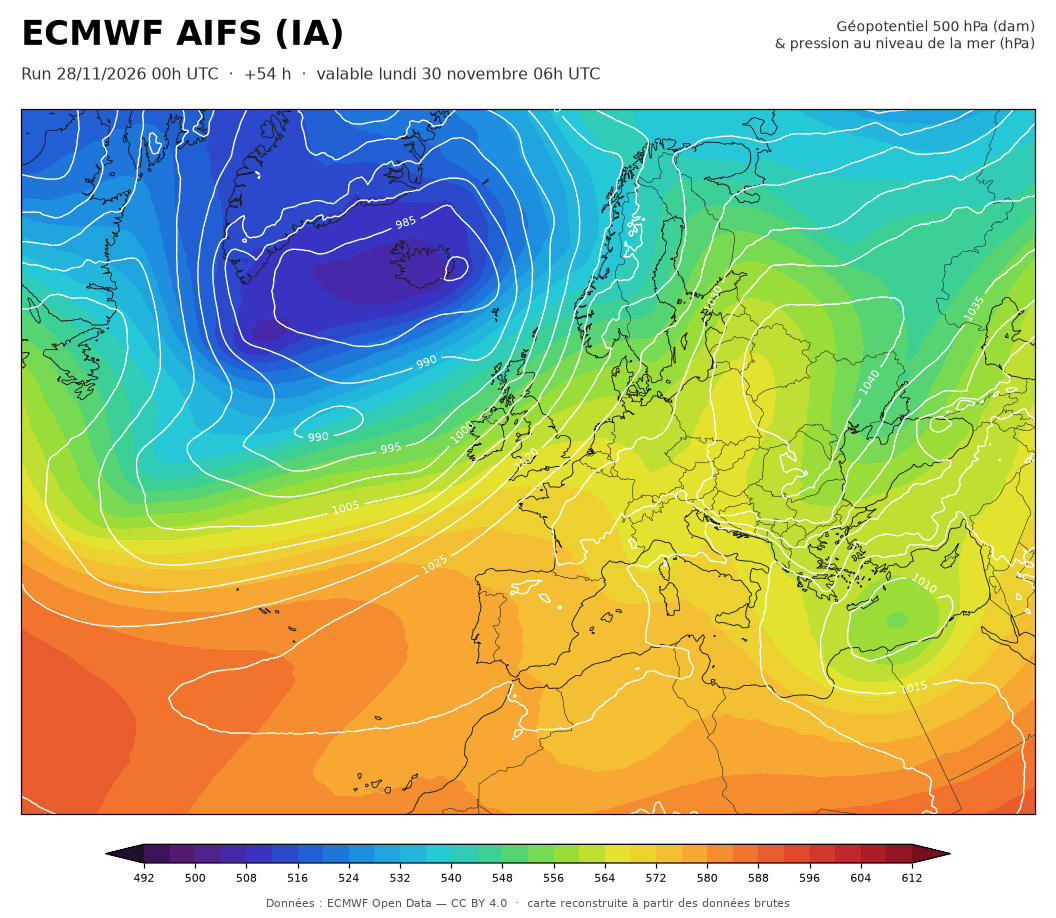 ECMWF AIFS (IA)
Géopotentiel 500 hPa (dam)
& pression au niveau de la mer (hPa)
Run 28/11/2026 00h UTC · +54 h · valable lundi 30 novembre 06h UTC
985
990
990
995
1000
1005
1020
1025
1030
1035
1040
1010
1015
492 500 508 516 524 532 540 548 556 564 572 580 588 596 604 612
Données : ECMWF Open Data — CC BY 4.0 · carte reconstruite à partir des données brutes